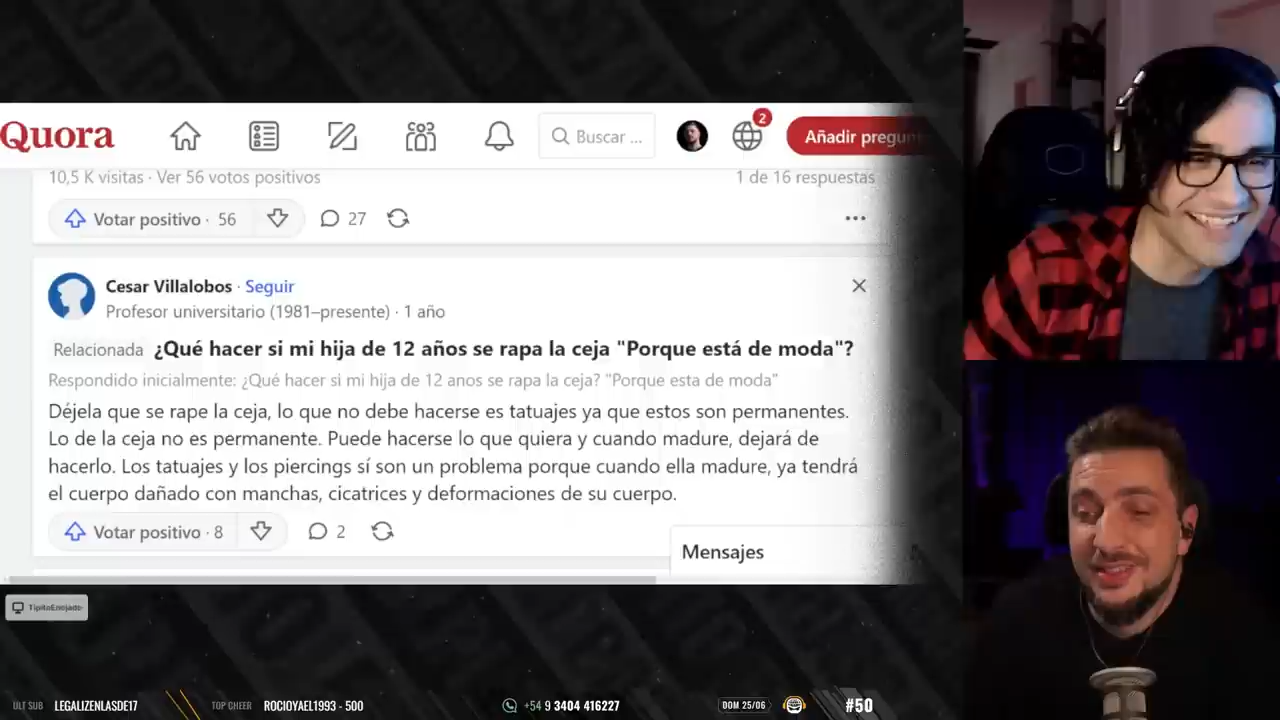 Quora
Buscar ...
2
Añadir pregun
10,5 K visitas · Ver 56 votos positivos
1 de 16 respuestas
Votar positivo · 56
27
Cesar Villalobos · Seguir
Profesor universitario (1981–presente) · 1 año
Relacionada ¿Qué hacer si mi hija de 12 años se rapa la ceja "Porque está de moda"?
Respondido inicialmente: ¿Qué hacer si mi hija de 12 anos se rapa la ceja? "Porque esta de moda"
Déjela que se rape la ceja, lo que no debe hacerse es tatuajes ya que estos son permanentes.
Lo de la ceja no es permanente. Puede hacerse lo que quiera y cuando madure, dejará de
hacerlo. Los tatuajes y los piercings sí son un problema porque cuando ella madure, ya tendrá
el cuerpo dañado con manchas, cicatrices y deformaciones de su cuerpo.
Votar positivo · 8
2
Mensajes
TipitoEnojado
ULT SUB LEGALIZENLASDE17
TOP CHEER ROCIOYAEL1993 - 500
+54 9 3404 416227
DOM 25/06
#50